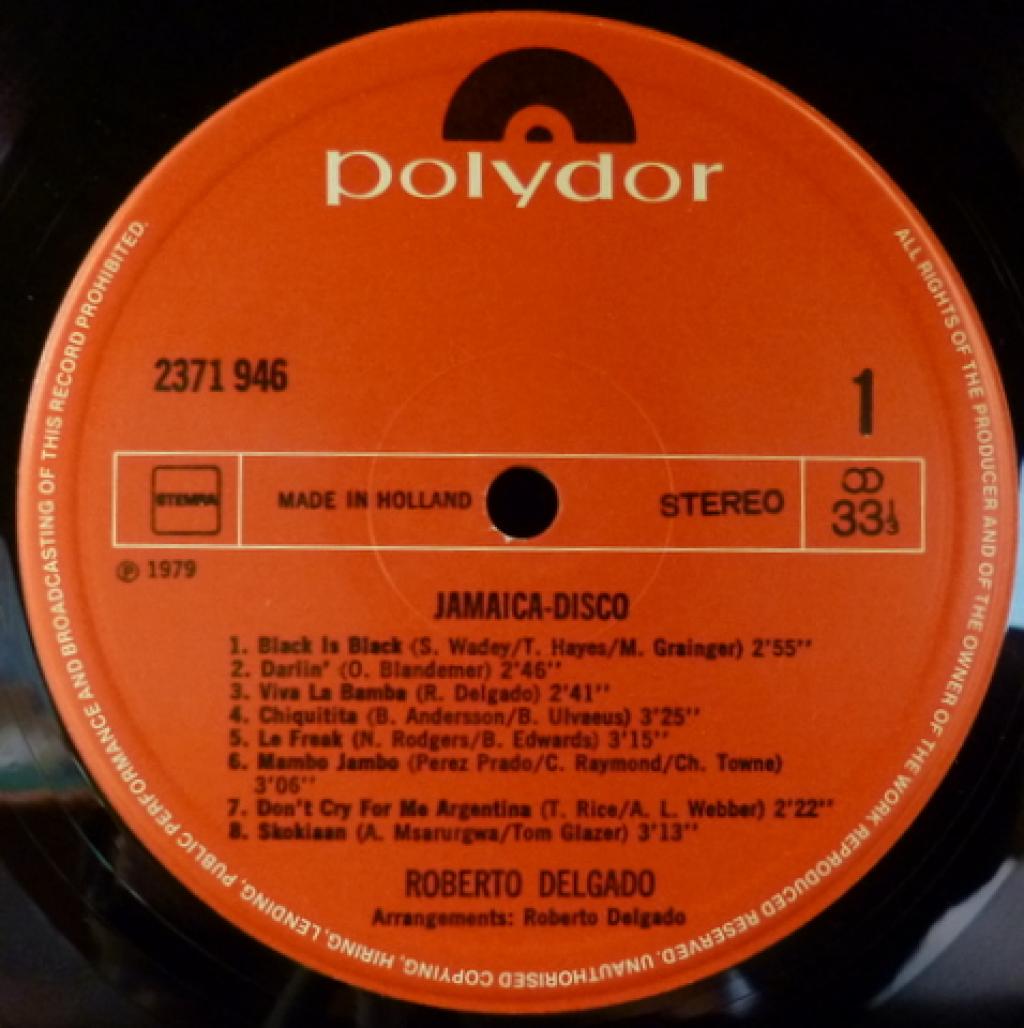 polydor
2371 946
1
STEMRA
MADE IN HOLLAND
STEREO
33⅓
℗ 1979
JAMAICA-DISCO
1. Black Is Black (S. Wadey/T. Hayes/M. Grainger) 2'55''
2. Darlin' (O. Blandemer) 2'46''
3. Viva La Bamba (R. Delgado) 2'41''
4. Chiquitita (B. Andersson/B. Ulvaeus) 3'25''
5. Le Freak (N. Rodgers/B. Edwards) 3'15''
6. Mambo Jambo (Perez Prado/C. Raymond/Ch. Towne)
3'06''
7. Don't Cry For Me Argentina (T. Rice/A. L. Webber) 2'22''
8. Skokiaan (A. Msarurgwa/Tom Glazer) 3'13''
ROBERTO DELGADO
Arrangements: Roberto Delgado
ALL RIGHTS OF THE PRODUCER AND OF THE OWNER OF THE WORK REPRODUCED RESERVED. UNAUTHORISED COPYING, HIRING, LENDING, PUBLIC PERFORMANCE AND BROADCASTING OF THIS RECORD PROHIBITED.